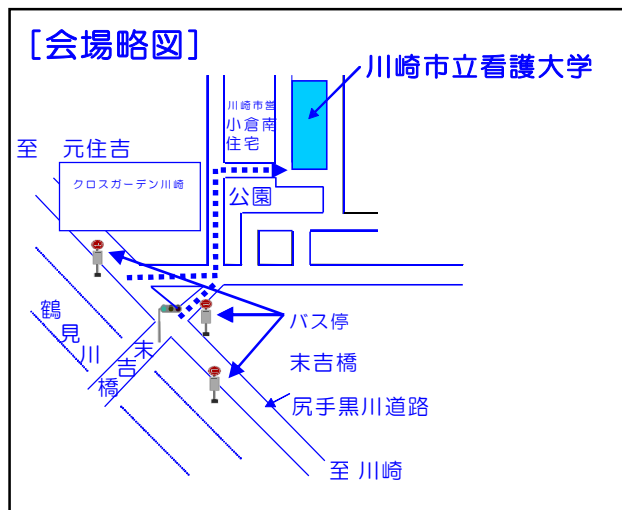 [会場略図]
川崎市立看護大学
川崎市営
小倉南
住宅
至　元住吉
クロスガーデン川崎
公園
鶴見川
末吉橋
バス停
末吉橋
尻手黒川道路
至 川崎